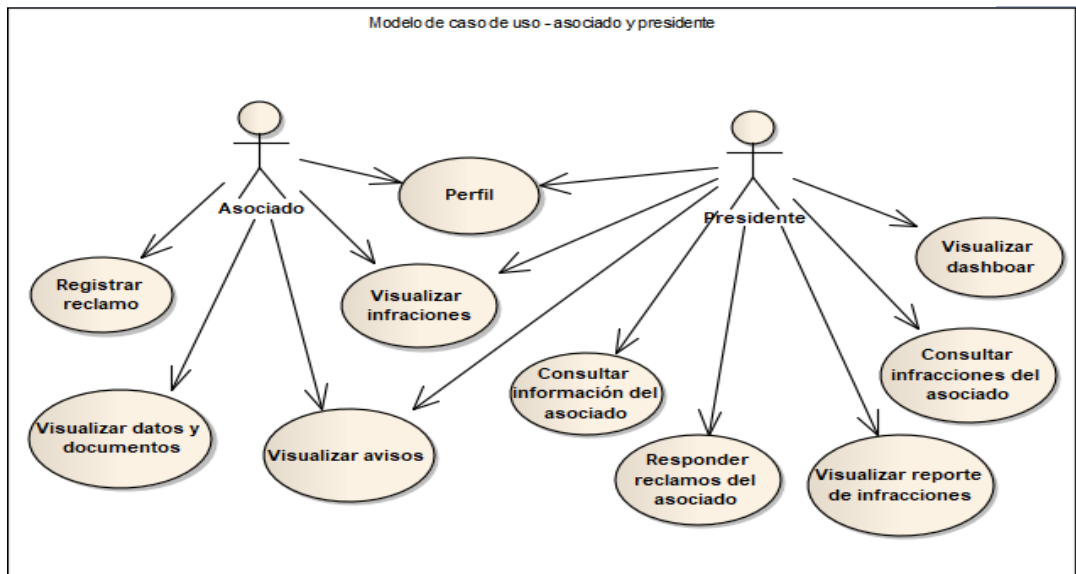 Modelo de caso de uso - asociado y presidente
Perfil
Asociado
Presidente
Registrar
reclamo
Visualizar
infraciones
Visualizar
dashboar
Visualizar datos y
documentos
Visualizar avisos
Consultar
información del
asociado
Consultar
infracciones del
asociado
Responder
reclamos del
asociado
Visualizar reporte
de infracciones